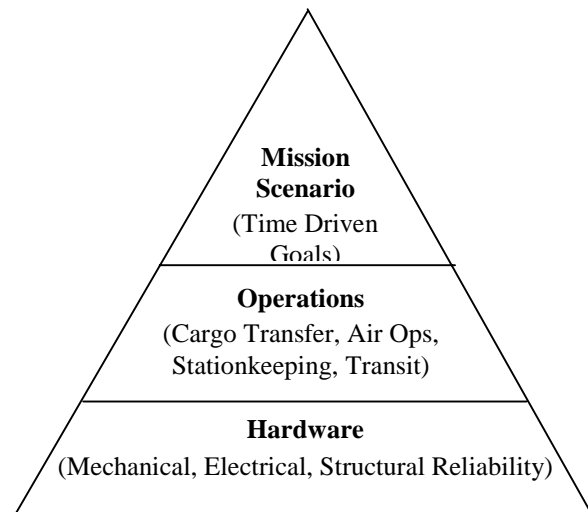 Mission
Scenario
(Time Driven
Goals)
Operations
(Cargo Transfer, Air Ops,
Stationkeeping, Transit)
Hardware
(Mechanical, Electrical, Structural Reliability)